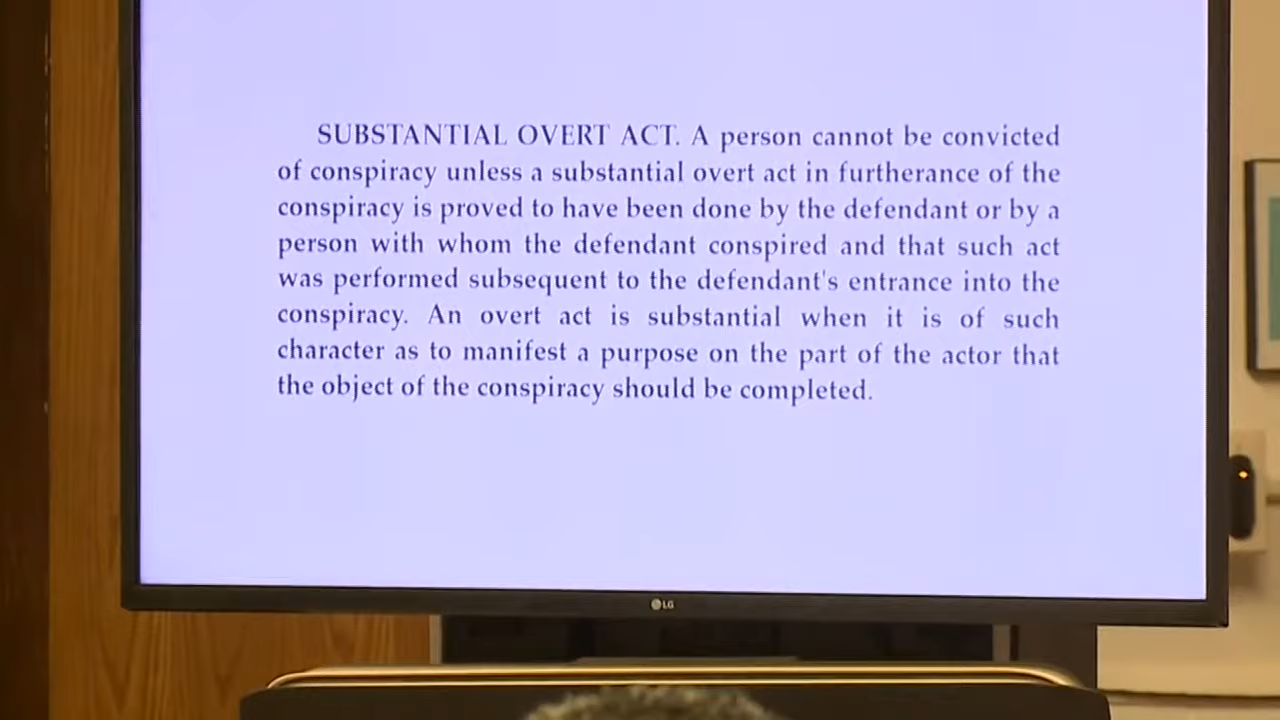 SUBSTANTIAL OVERT ACT. A person cannot be convicted
of conspiracy unless a substantial overt act in furtherance of the
conspiracy is proved to have been done by the defendant or by a
person with whom the defendant conspired and that such act
was performed subsequent to the defendant's entrance into the
conspiracy. An overt act is substantial when it is of such
character as to manifest a purpose on the part of the actor that
the object of the conspiracy should be completed.
LG